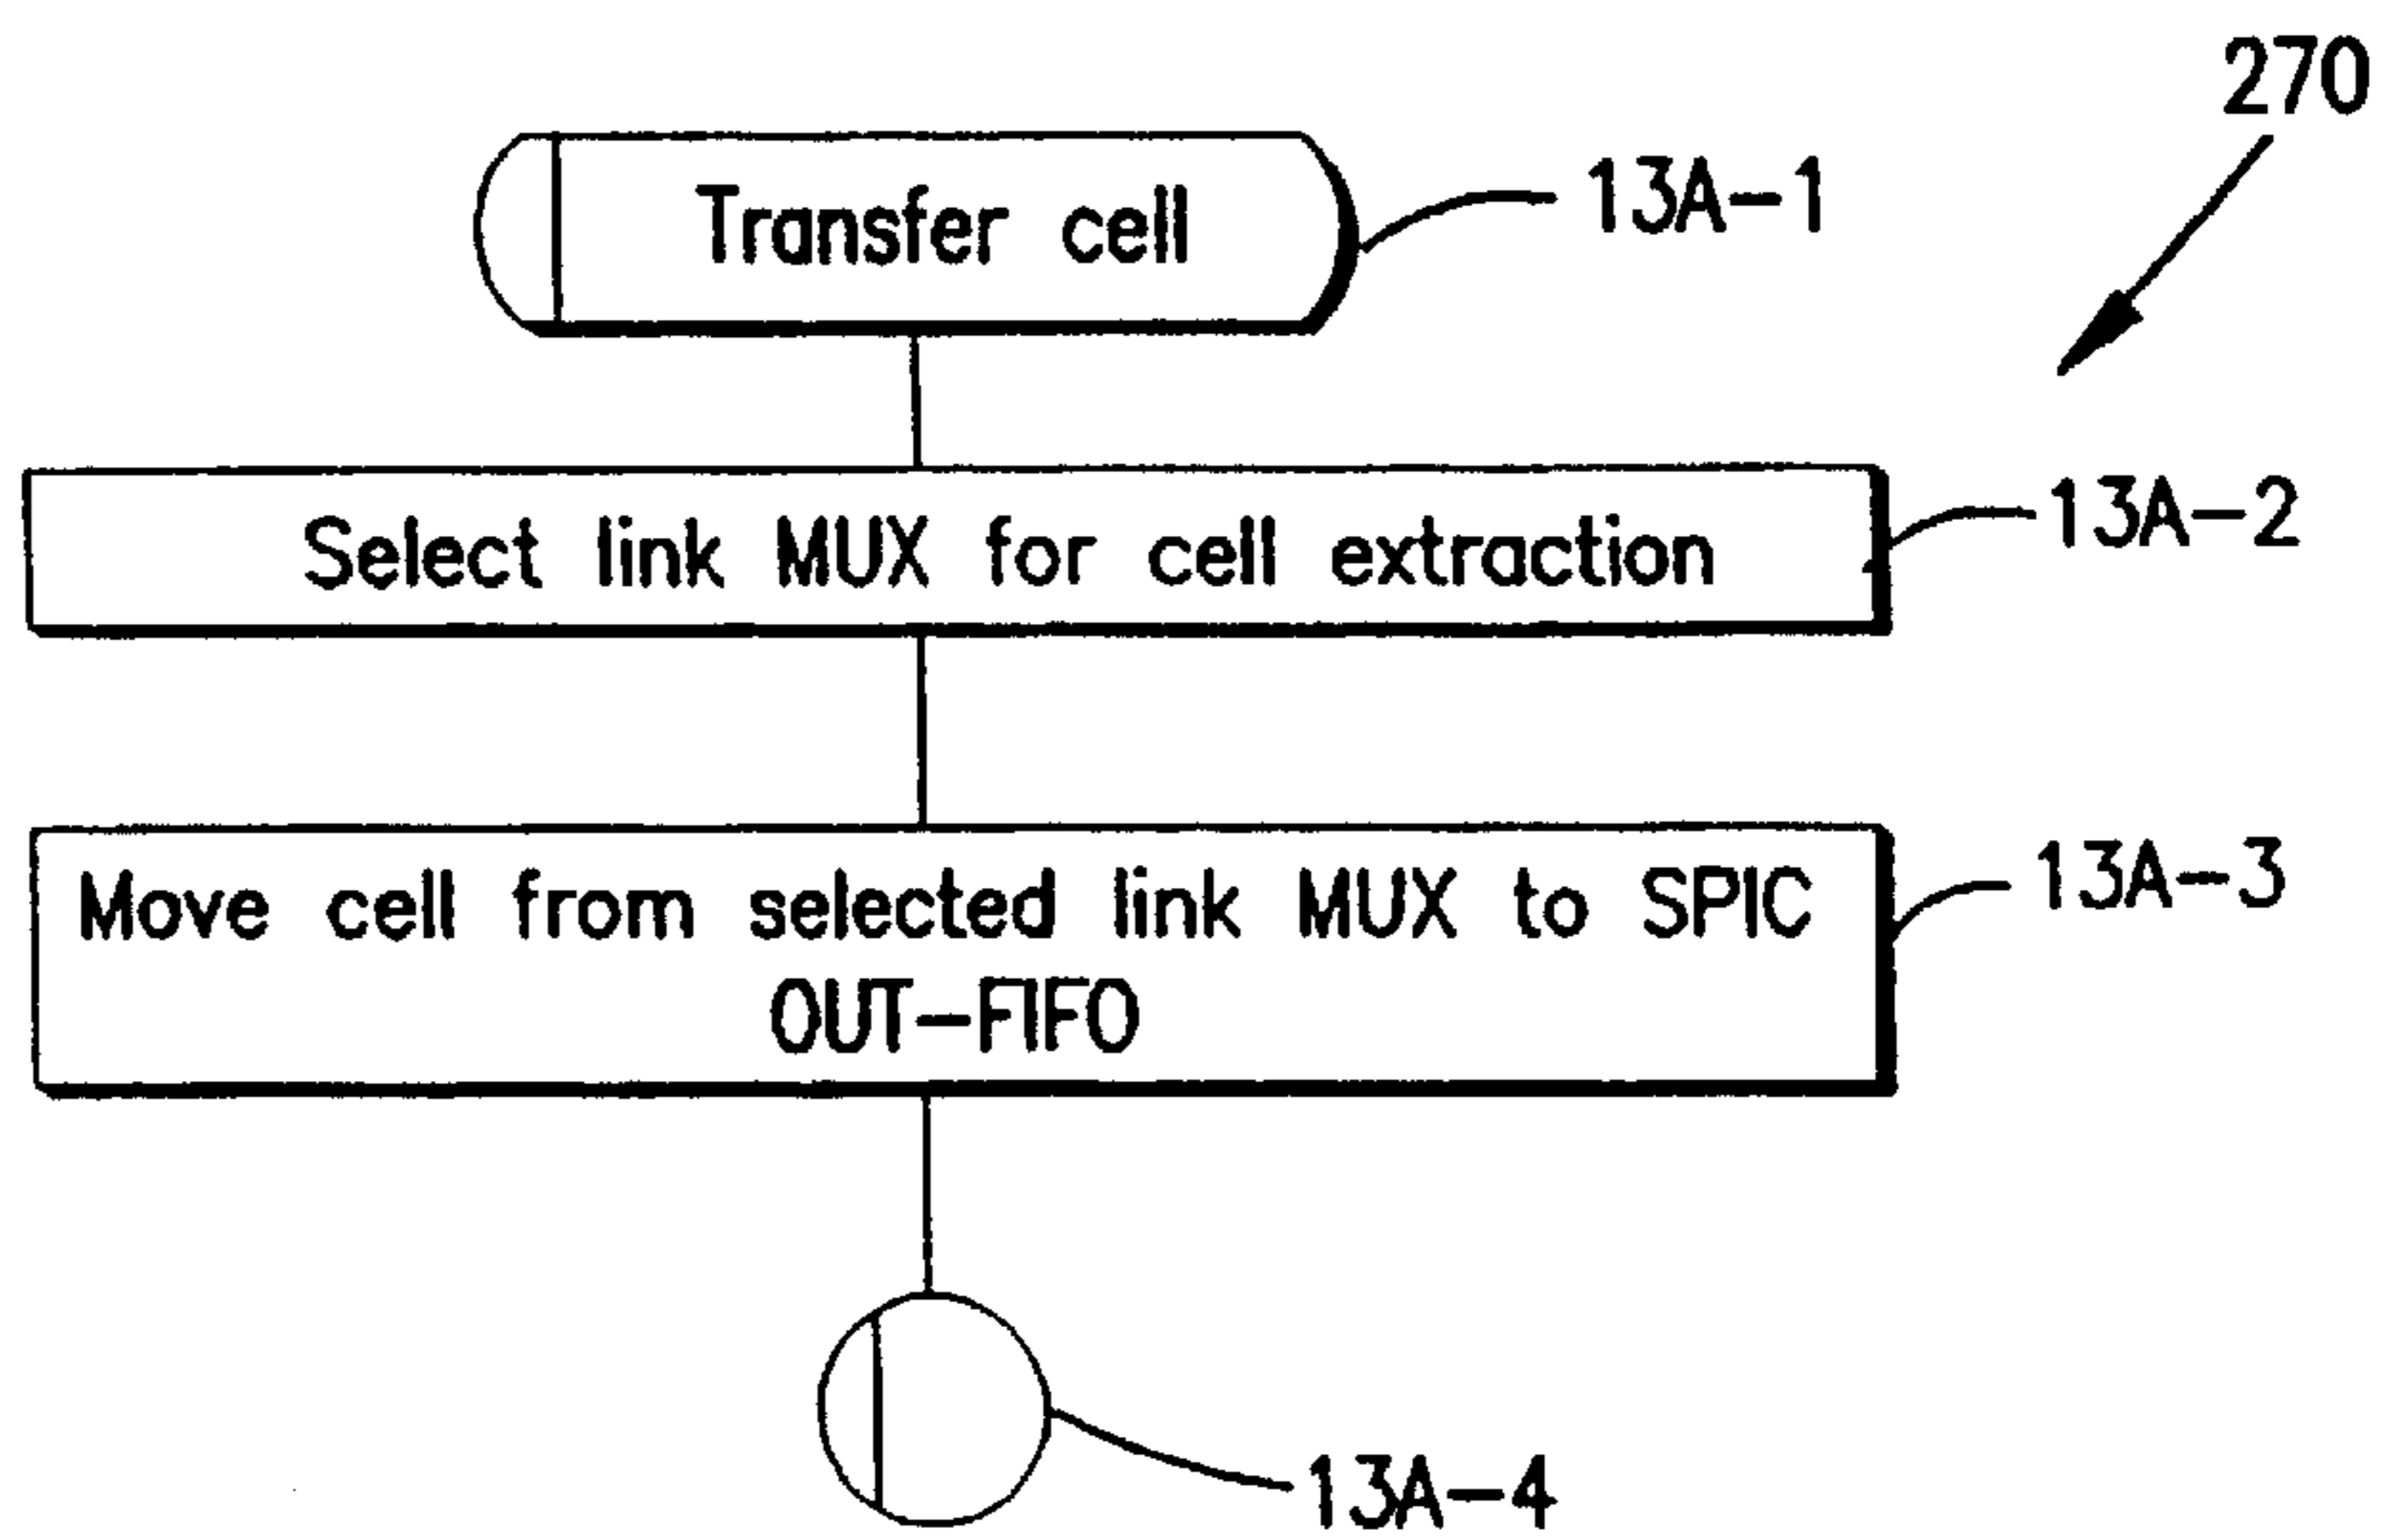 270
Transfer cell
13A-1
Select link MUX for cell extraction
13A-2
Move cell from selected link MUX to SPIC
OUT-FIFO
13A-3
13A-4